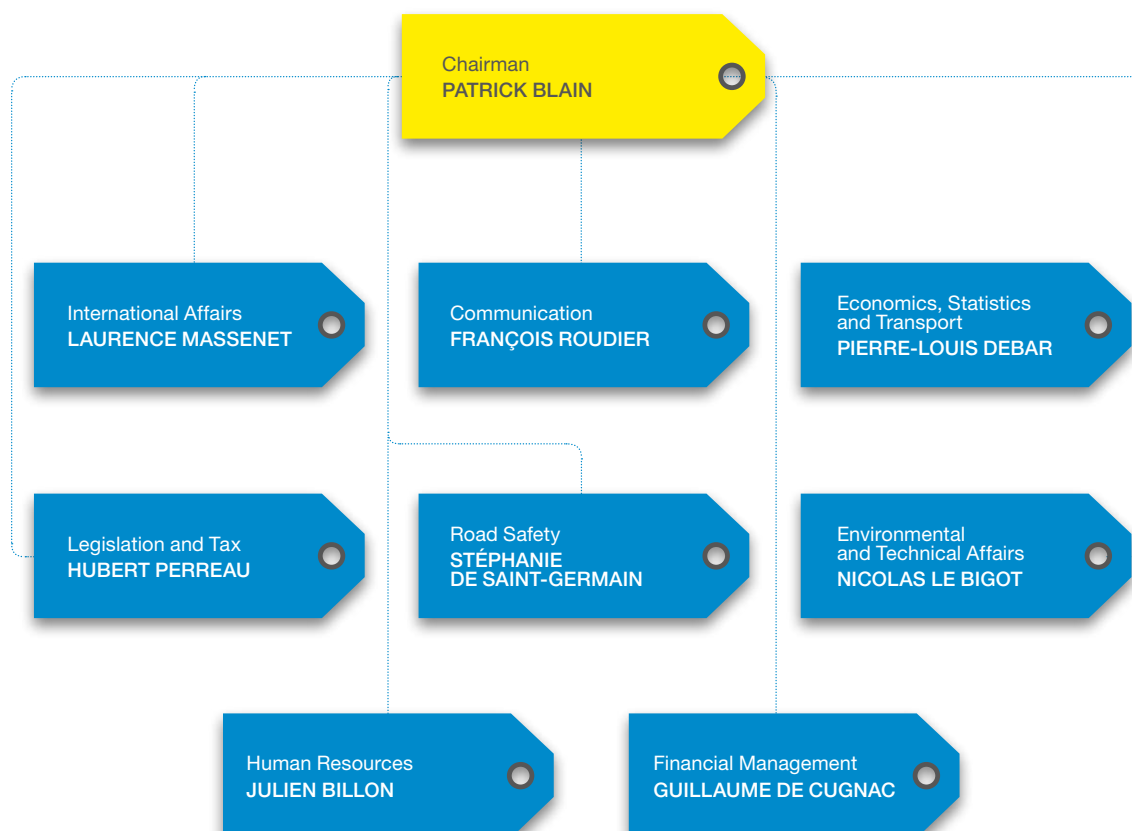 Chairman
PATRICK BLAIN
International Affairs
LAURENCE MASSENET
Communication
FRANÇOIS ROUDIER
Economics, Statistics
and Transport
PIERRE-LOUIS DEBAR
Legislation and Tax
HUBERT PERREAU
Road Safety
STÉPHANIE
DE SAINT-GERMAIN
Environmental
and Technical Affairs
NICOLAS LE BIGOT
Human Resources
JULIEN BILLON
Financial Management
GUILLAUME DE CUGNAC